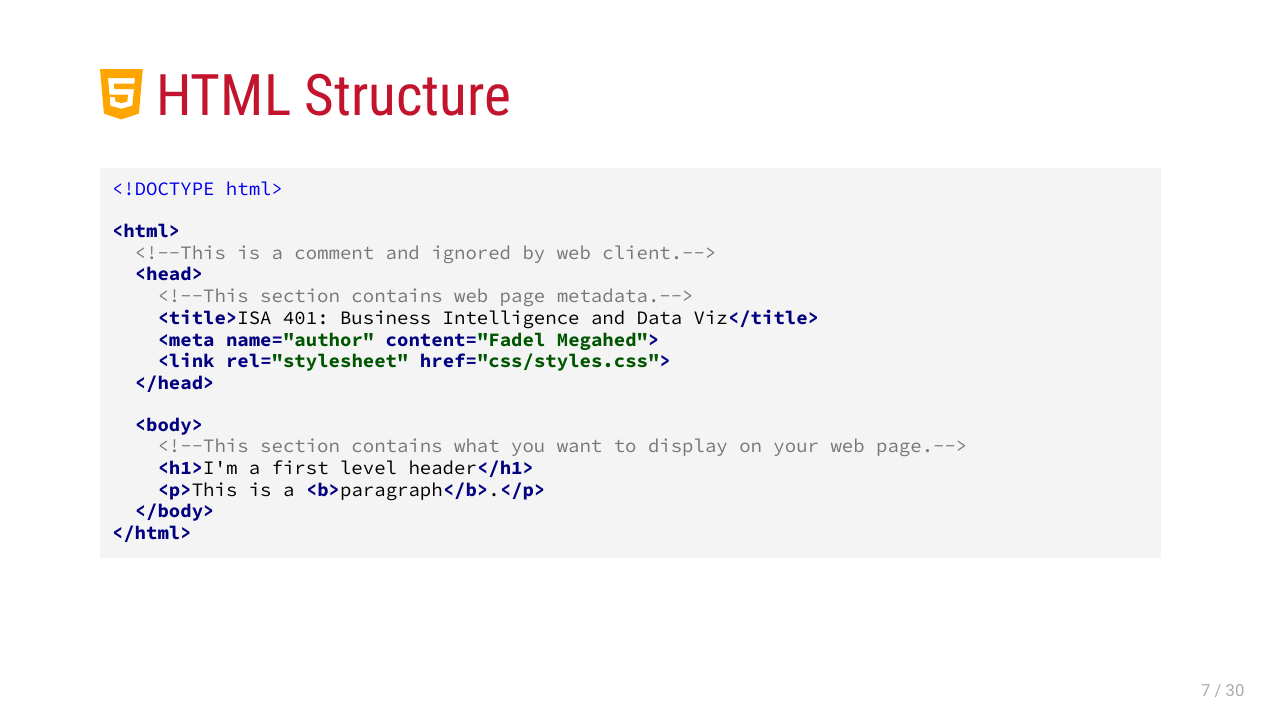 HTML Structure
<!DOCTYPE html>
<html>
<!--This is a comment and ignored by web client.-->
<head>
<!--This section contains web page metadata.-->
<title>ISA 401: Business Intelligence and Data Viz</title>
<meta name="author" content="Fadel Megahed">
<link rel="stylesheet" href="css/styles.css">
</head>
<body>
<!--This section contains what you want to display on your web page.-->
<h1>I'm a first level header</h1>
<p>This is a <b>paragraph</b>.</p>
</body>
</html>
7 / 30